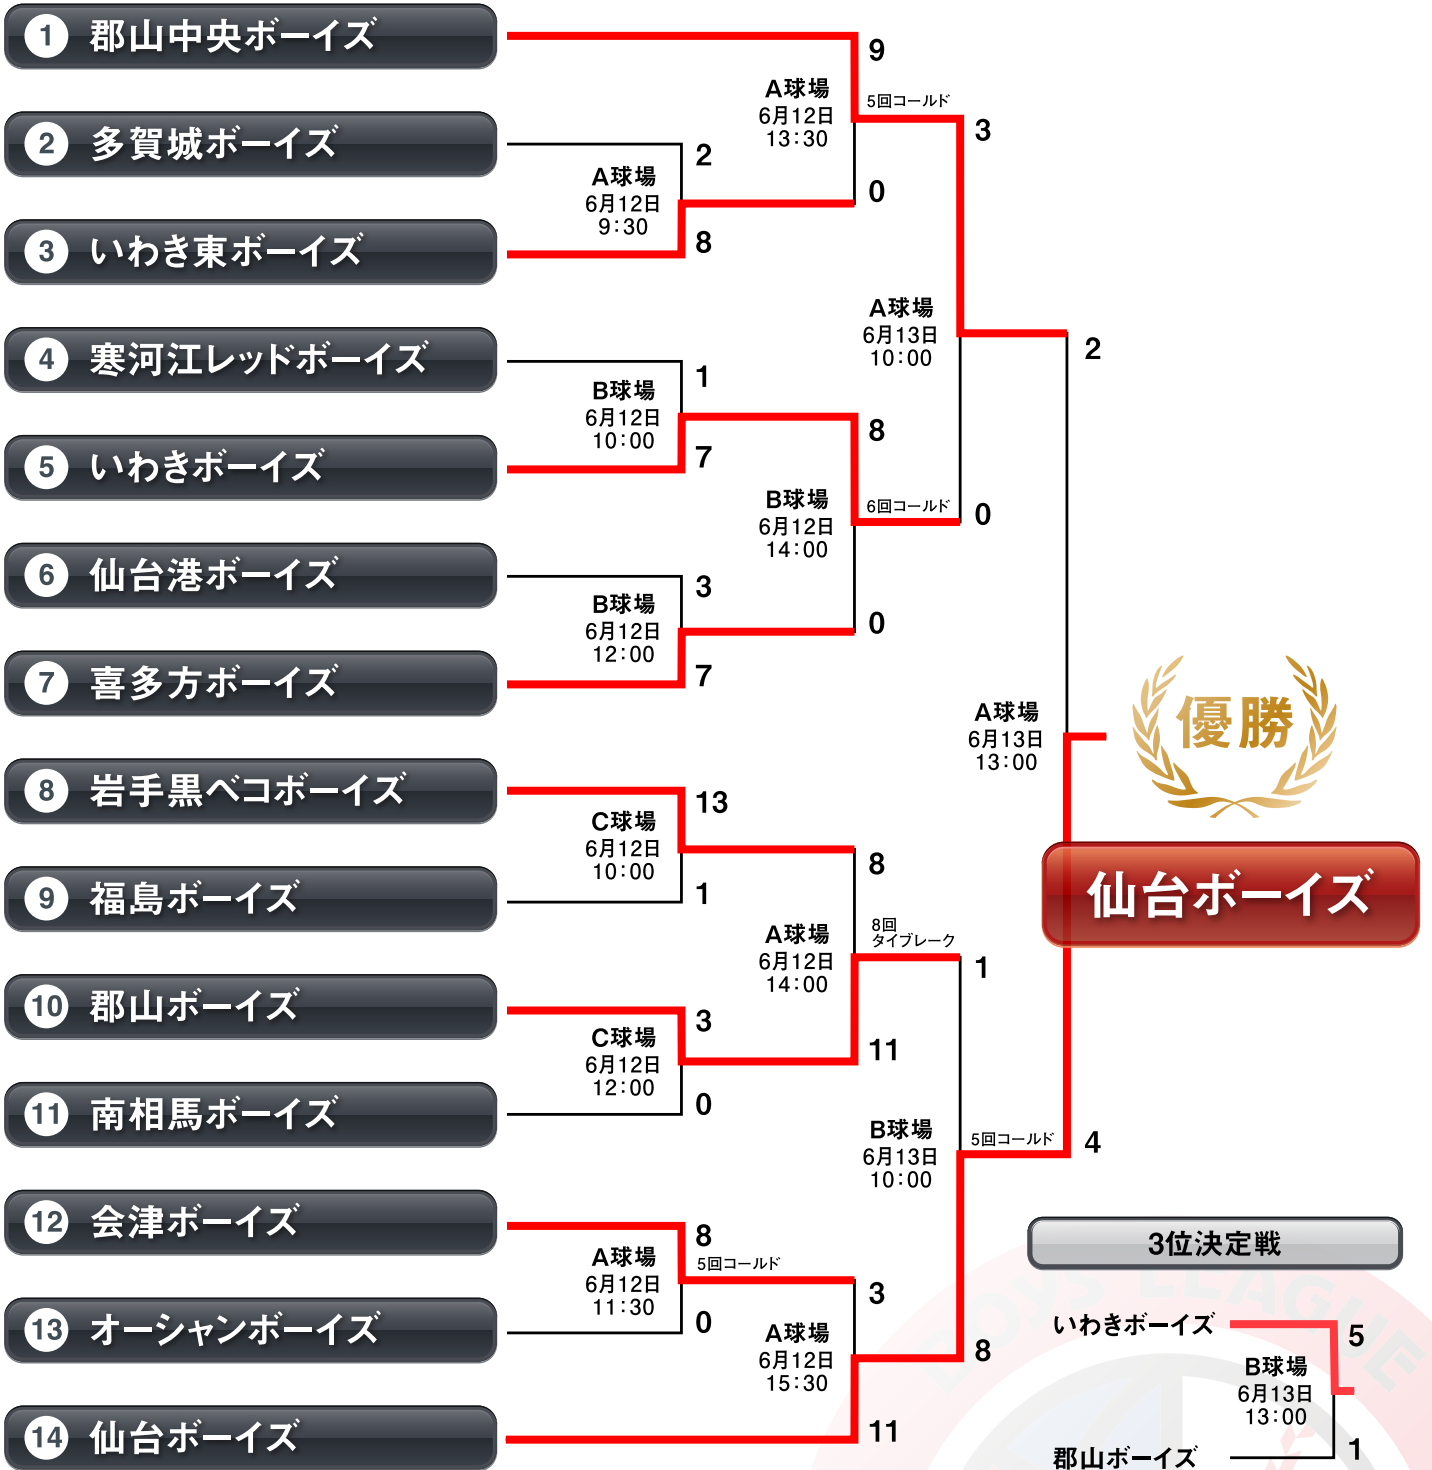 1 郡山中央ボーイズ
2 多賀城ボーイズ
3 いわき東ボーイズ
4 寒河江レッドボーイズ
5 いわきボーイズ
6 仙台港ボーイズ
7 喜多方ボーイズ
8 岩手黒ベコボーイズ
9 福島ボーイズ
10 郡山ボーイズ
11 南相馬ボーイズ
12 会津ボーイズ
13 オーシャンボーイズ
14 仙台ボーイズ
2
A球場
6月12日
9:30
8
1
B球場
6月12日
10:00
7
3
B球場
6月12日
12:00
7
13
C球場
6月12日
10:00
1
3
C球場
6月12日
12:00
0
8
5回コールド
A球場
6月12日
11:30
0
9
A球場
5回コールド
6月12日
13:30
0
8
B球場
6回コールド
6月12日
14:00
0
8
8回
タイブレーク
A球場
6月12日
14:00
11
3
A球場
6月12日
15:30
11
3
A球場
6月13日
10:00
0
1
B球場
5回コールド
6月13日
10:00
8
2
A球場
6月13日
13:00
4
優勝
仙台ボーイズ
3位決定戦
いわきボーイズ
5
B球場
6月13日
13:00
郡山ボーイズ
1
BOYS LEAGUE